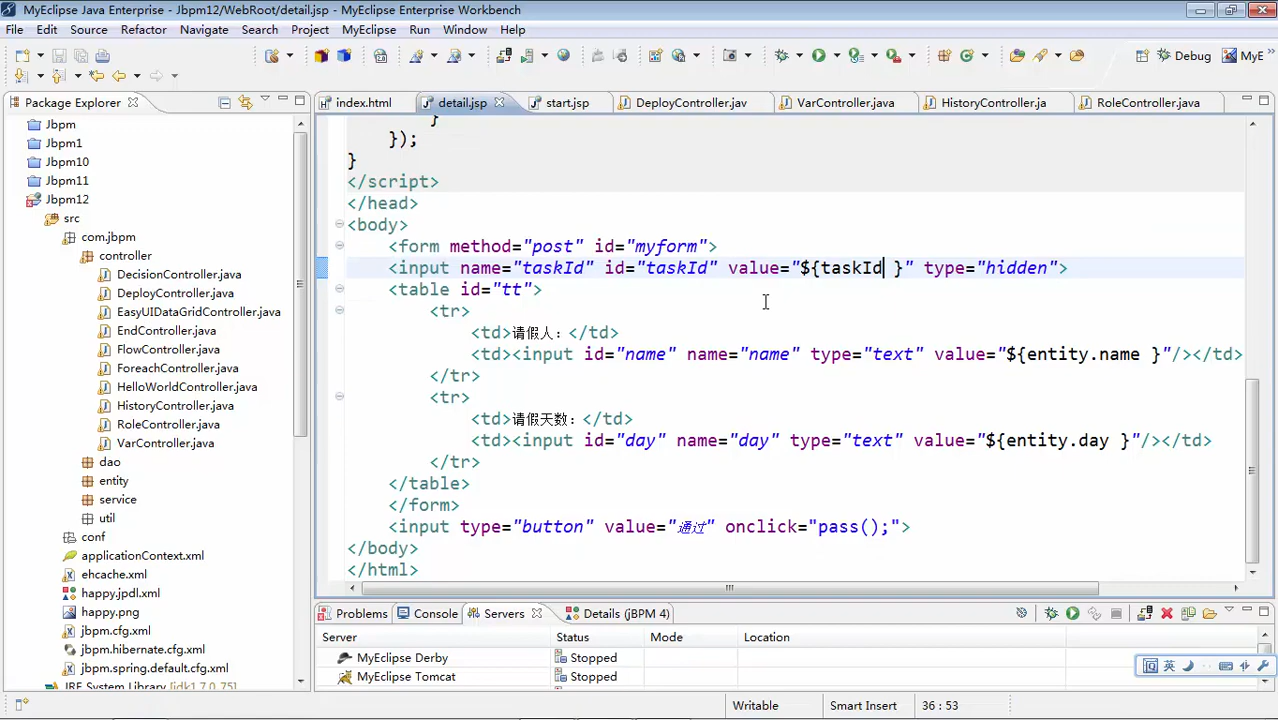 MyEclipse Java Enterprise - Jbpm12/WebRoot/detail.jsp - MyEclipse Enterprise Workbench
File Edit Source Refactor Navigate Search Project MyEclipse Run Window Help
Debug MyE
Package Explorer
index.html detail.jsp start.jsp DeployController.jav VarController.java HistoryController.ja RoleController.java
Jbpm
Jbpm1
Jbpm10
Jbpm11
Jbpm12
src
com.jbpm
controller
DecisionController.java
DeployController.java
EasyUIDataGridController.java
EndController.java
FlowController.java
ForeachController.java
HelloWorldController.java
HistoryController.java
RoleController.java
VarController.java
dao
entity
service
util
conf
applicationContext.xml
ehcache.xml
happy.jpdl.xml
happy.png
jbpm.cfg.xml
jbpm.hibernate.cfg.xml
jbpm.spring.default.cfg.xml
JRE System Library [jdk1.7.0_75]
}
});
}
</script>
</head>
<body>
<form method="post" id="myform">
<input name="taskId" id="taskId" value="${taskId }" type="hidden">
<table id="tt">
<tr>
<td>请假人：</td>
<td><input id="name" name="name" type="text" value="${entity.name }"/></td>
</tr>
<tr>
<td>请假天数：</td>
<td><input id="day" name="day" type="text" value="${entity.day }"/></td>
</tr>
</table>
</form>
<input type="button" value="通过" onclick="pass();">
</body>
</html>
Problems Console Servers Details (jBPM 4)
Server Status Mode Location
MyEclipse Derby Stopped
MyEclipse Tomcat Stopped
英
Writable Smart Insert 36 : 53